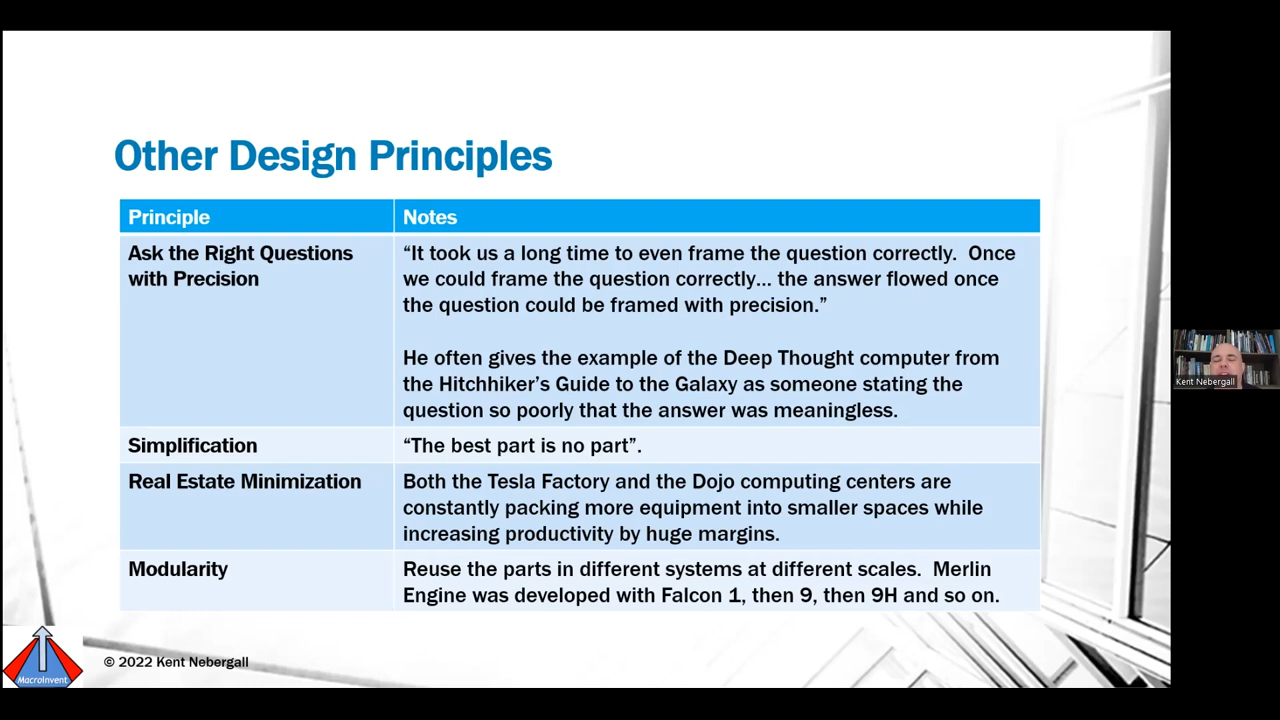 Other Design Principles
Principle
Notes
Ask the Right Questions
with Precision
“It took us a long time to even frame the question correctly.  Once
we could frame the question correctly… the answer flowed once
the question could be framed with precision.”
He often gives the example of the Deep Thought computer from
the Hitchhiker’s Guide to the Galaxy as someone stating the
question so poorly that the answer was meaningless.
Simplification
“The best part is no part”.
Real Estate Minimization
Both the Tesla Factory and the Dojo computing centers are
constantly packing more equipment into smaller spaces while
increasing productivity by huge margins.
Modularity
Reuse the parts in different systems at different scales.  Merlin
Engine was developed with Falcon 1, then 9, then 9H and so on.
MacroInvent
© 2022 Kent Nebergall
Kent Nebergall